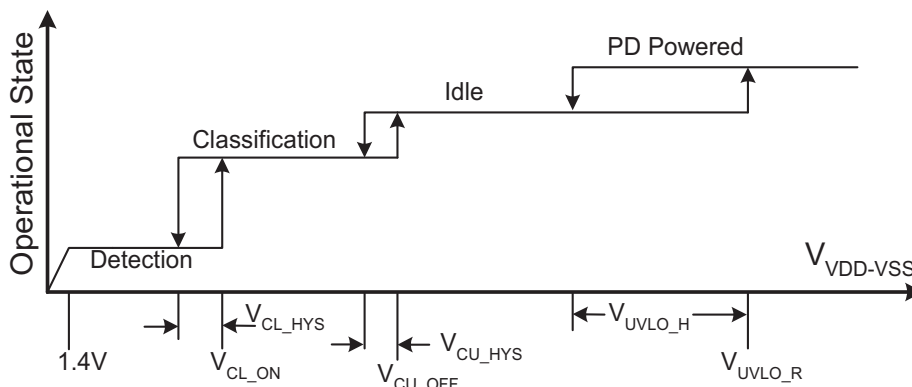 Operational State
PD Powered
Idle
Classification
Detection
V_VDD-VSS
V_CL_HYS
V_UVLO_H
V_CU_HYS
1.4V
V_CL_ON
V_CU_OFF
V_UVLO_R